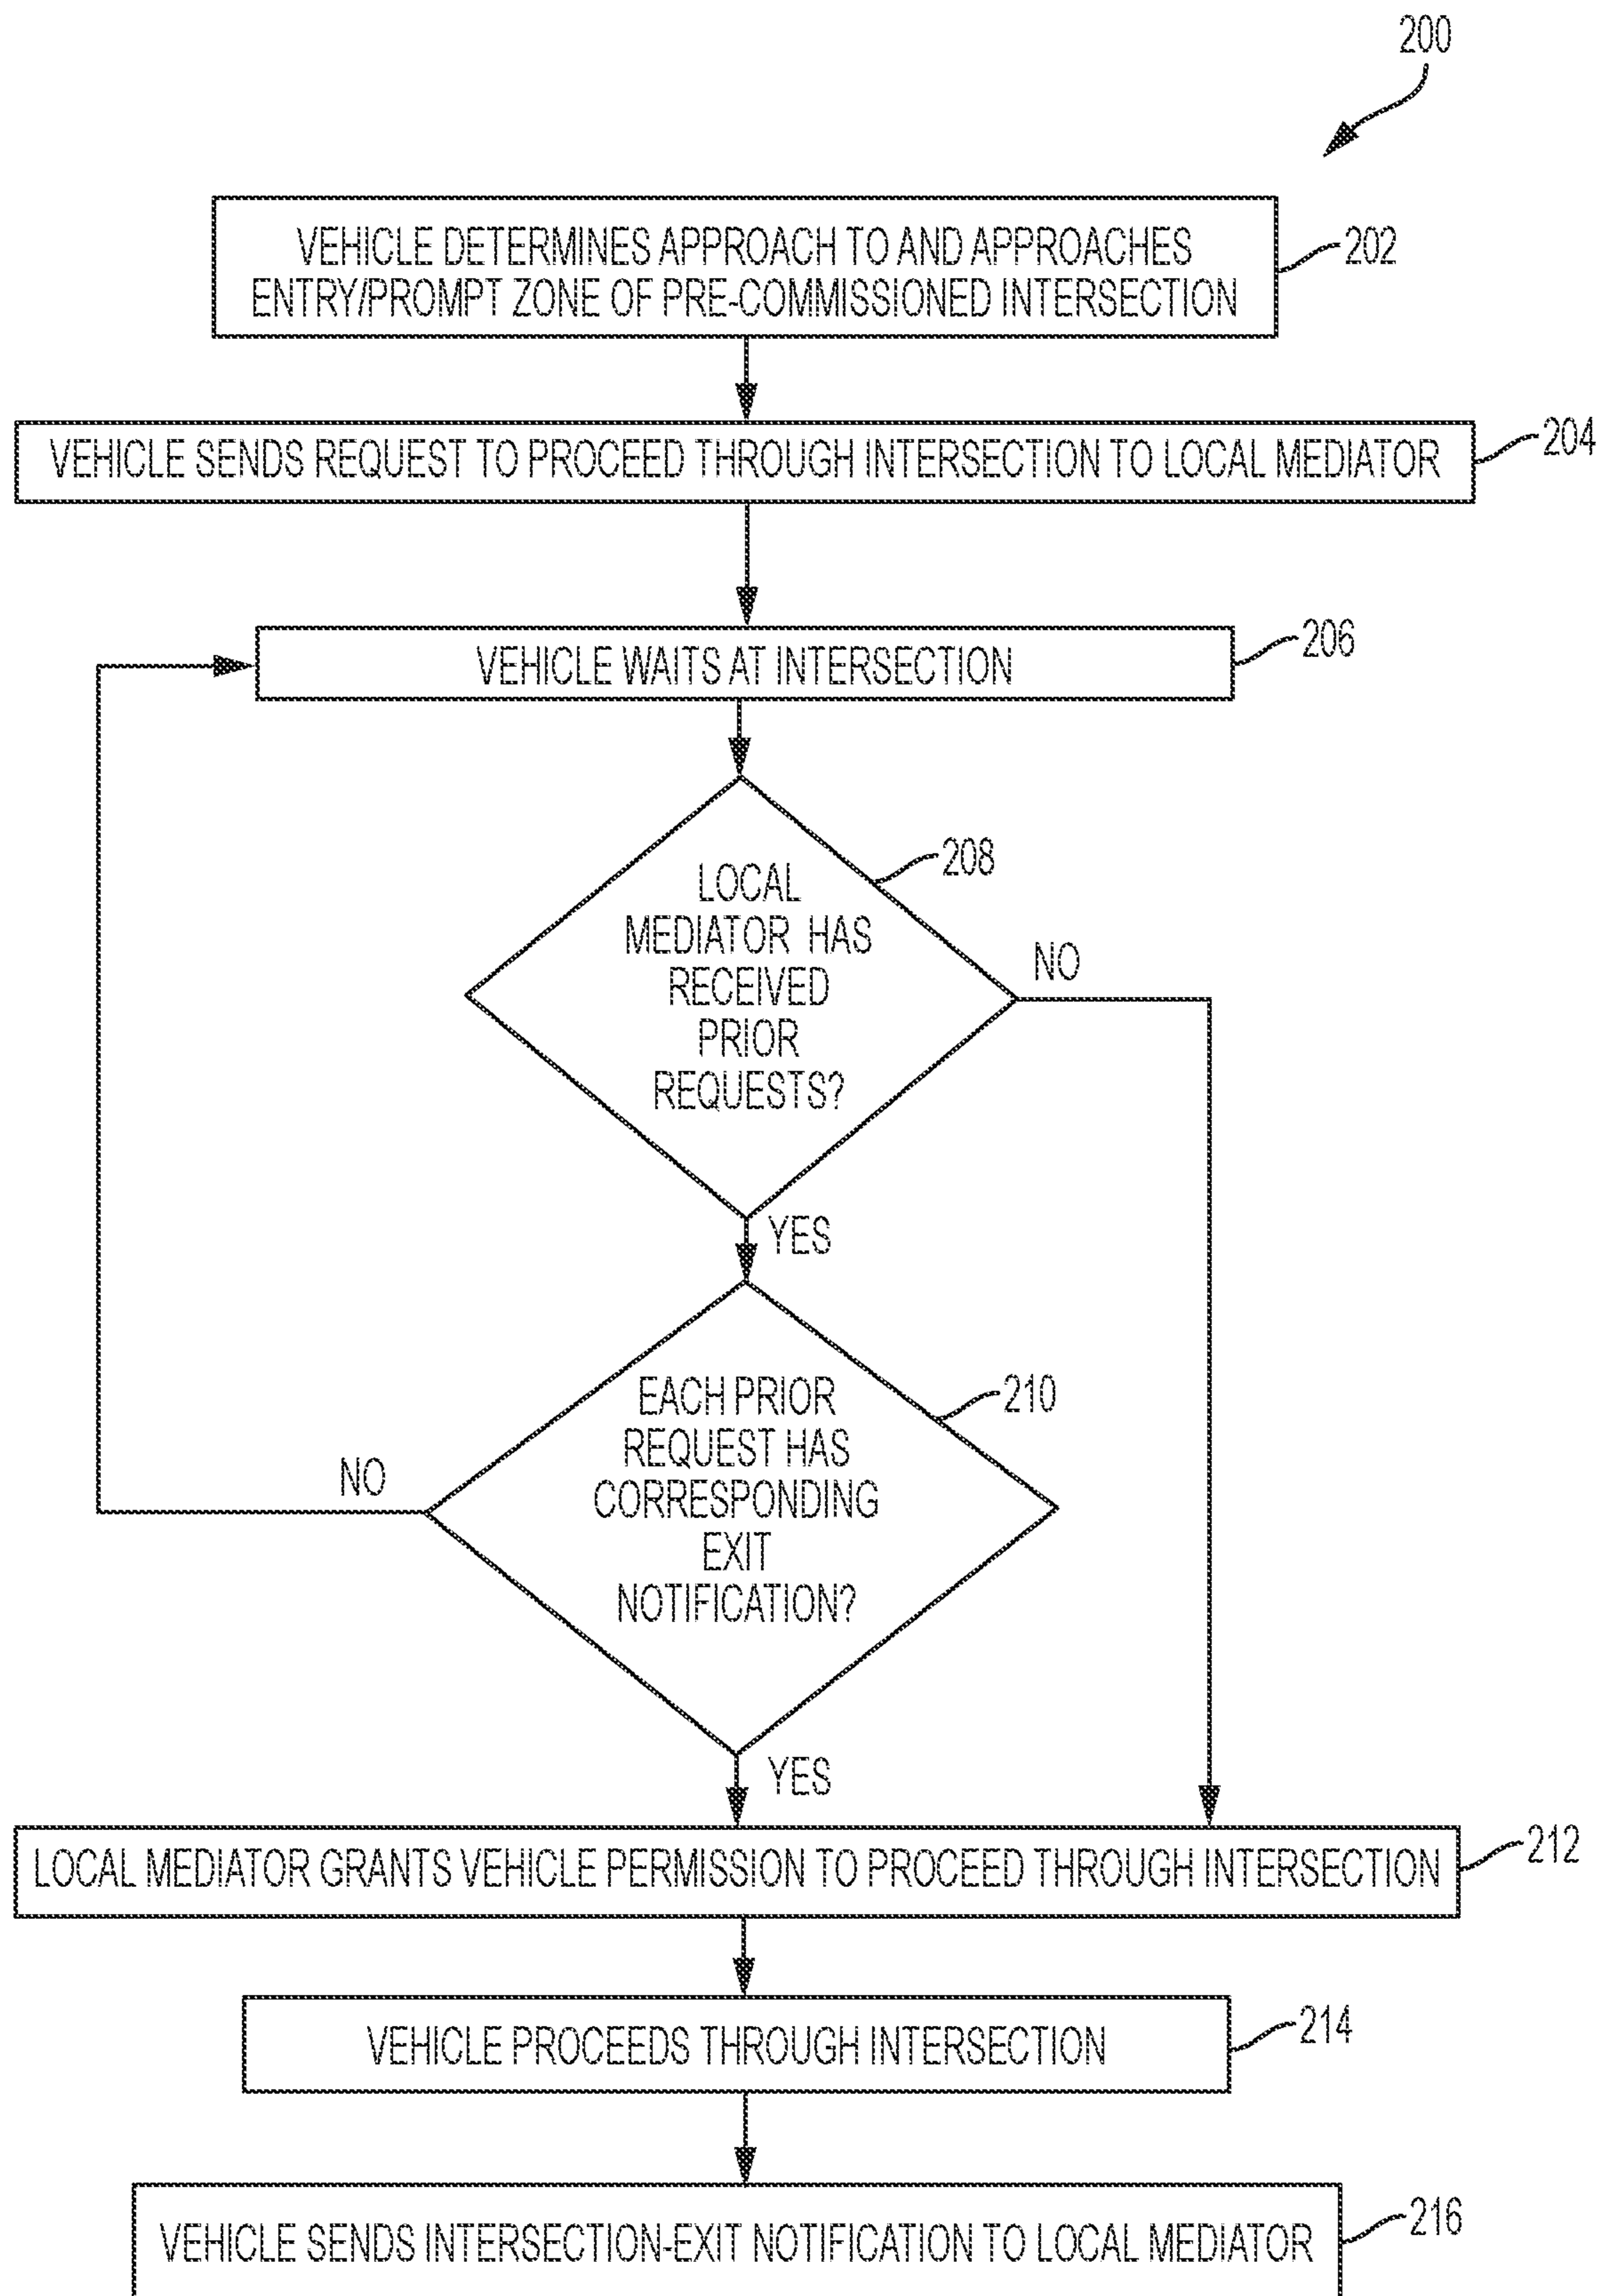 200
VEHICLE DETERMINES APPROACH TO AND APPROACHES
ENTRY/PROMPT ZONE OF PRE-COMMISSIONED INTERSECTION
202
VEHICLE SENDS REQUEST TO PROCEED THROUGH INTERSECTION TO LOCAL MEDIATOR
204
VEHICLE WAITS AT INTERSECTION
206
LOCAL
MEDIATOR HAS
RECEIVED
PRIOR
REQUESTS?
208
NO
YES
EACH PRIOR
REQUEST HAS
CORRESPONDING
EXIT
NOTIFICATION?
210
NO
YES
LOCAL MEDIATOR GRANTS VEHICLE PERMISSION TO PROCEED THROUGH INTERSECTION
212
VEHICLE PROCEEDS THROUGH INTERSECTION
214
VEHICLE SENDS INTERSECTION-EXIT NOTIFICATION TO LOCAL MEDIATOR
216